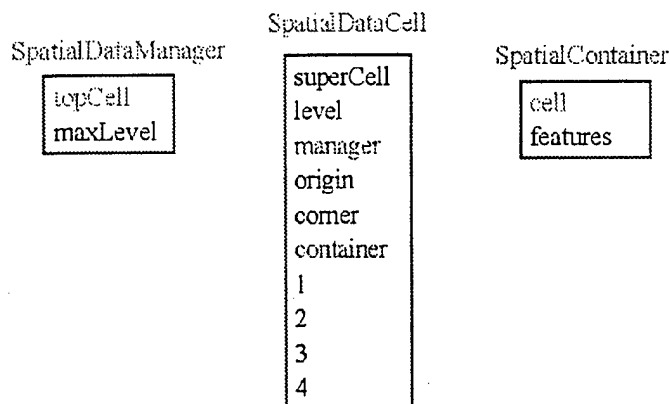 SpatialDataManager
topCell
maxLevel
SpatialDataCell
superCell
level
manager
origin
corner
container
1
2
3
4
SpatialContainer
cell
features